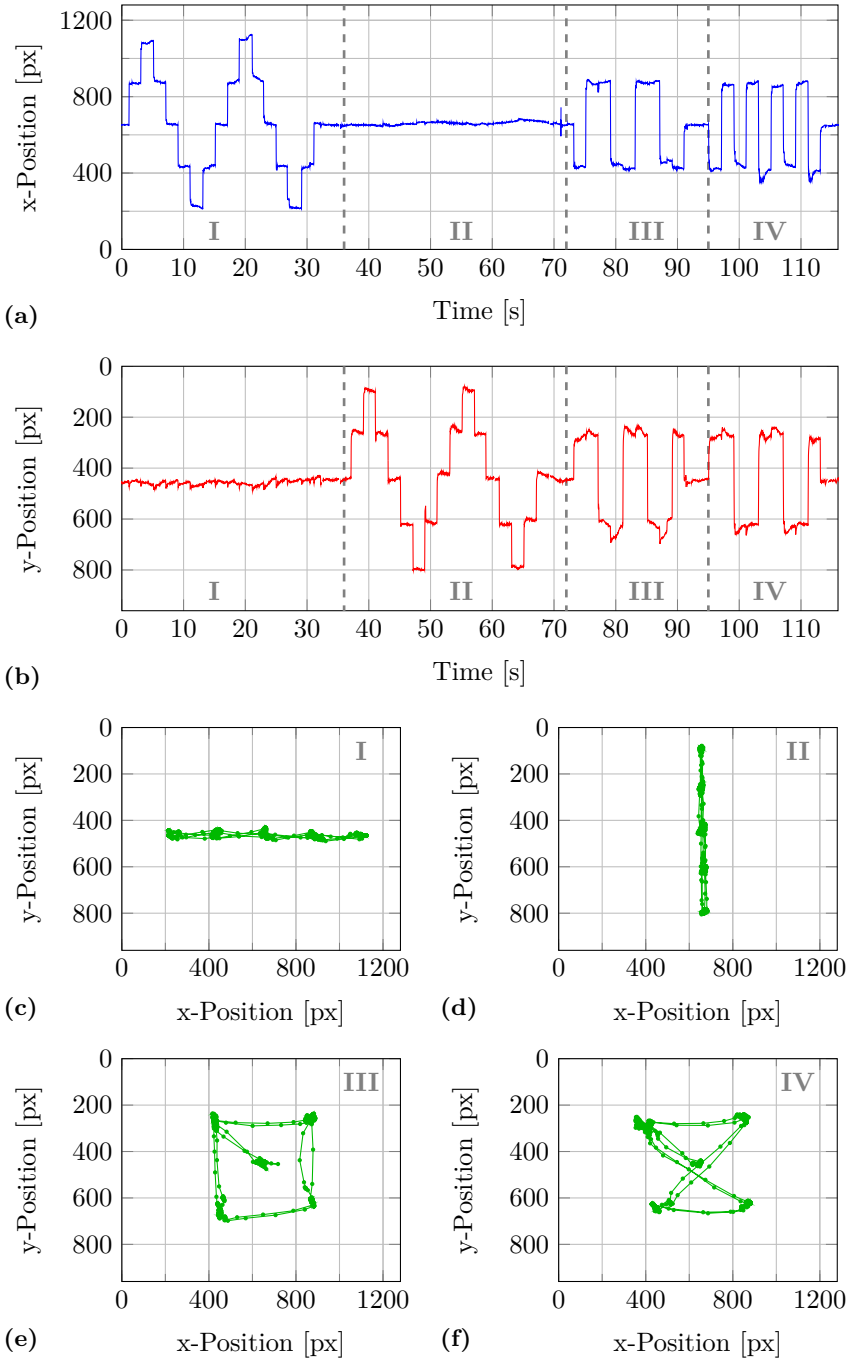 1200
800
400
0
x-Position [px]
I II III IV
0 10 20 30 40 50 60 70 80 90 100 110
Time [s]
(a)
0
200
400
600
800
y-Position [px]
I II III IV
0 10 20 30 40 50 60 70 80 90 100 110
Time [s]
(b)
0
200
400
600
800
y-Position [px]
I
0 400 800 1200
x-Position [px]
(c)
0
200
400
600
800
y-Position [px]
II
0 400 800 1200
x-Position [px]
(d)
0
200
400
600
800
y-Position [px]
III
0 400 800 1200
x-Position [px]
(e)
0
200
400
600
800
y-Position [px]
IV
0 400 800 1200
x-Position [px]
(f)